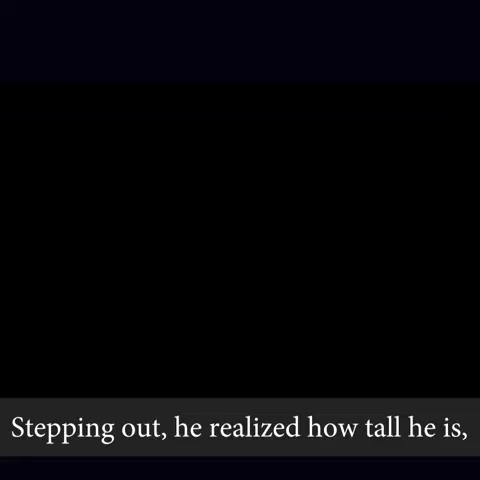 Stepping out, he realized how tall he is,